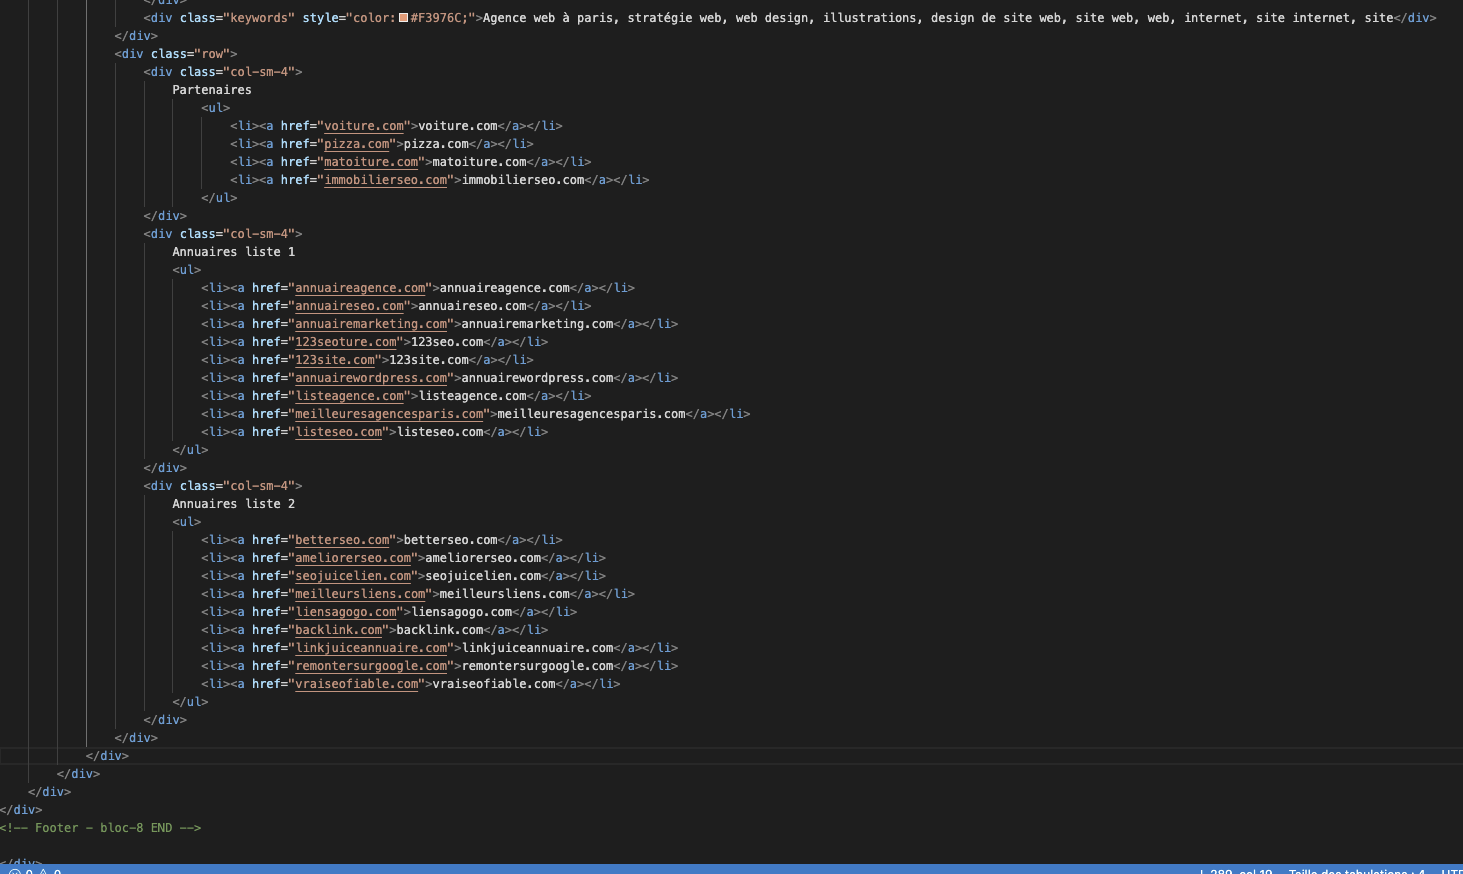 </div>
<div class="keywords" style="color:#F3976C;">Agence web à paris, stratégie web, web design, illustrations, design de site web, site web, web, internet, site internet, site</div>
</div>
<div class="row">
<div class="col-sm-4">
Partenaires
<ul>
<li><a href="voiture.com">voiture.com</a></li>
<li><a href="pizza.com">pizza.com</a></li>
<li><a href="matoiture.com">matoiture.com</a></li>
<li><a href="immobilierseo.com">immobilierseo.com</a></li>
</ul>
</div>
<div class="col-sm-4">
Annuaires liste 1
<ul>
<li><a href="annuaireagence.com">annuaireagence.com</a></li>
<li><a href="annuaireseo.com">annuaireseo.com</a></li>
<li><a href="annuairemarketing.com">annuairemarketing.com</a></li>
<li><a href="123seoture.com">123seo.com</a></li>
<li><a href="123site.com">123site.com</a></li>
<li><a href="annuairewordpress.com">annuairewordpress.com</a></li>
<li><a href="listeagence.com">listeagence.com</a></li>
<li><a href="meilleuresagencesparis.com">meilleuresagencesparis.com</a></li>
<li><a href="listeseo.com">listeseo.com</a></li>
</ul>
</div>
<div class="col-sm-4">
Annuaires liste 2
<ul>
<li><a href="betterseo.com">betterseo.com</a></li>
<li><a href="ameliorerseo.com">ameliorerseo.com</a></li>
<li><a href="seojuicelien.com">seojuicelien.com</a></li>
<li><a href="meilleursliens.com">meilleursliens.com</a></li>
<li><a href="liensagogo.com">liensagogo.com</a></li>
<li><a href="backlink.com">backlink.com</a></li>
<li><a href="linkjuiceannuaire.com">linkjuiceannuaire.com</a></li>
<li><a href="remontersurgoogle.com">remontersurgoogle.com</a></li>
<li><a href="vraiseofiable.com">vraiseofiable.com</a></li>
</ul>
</div>
</div>
</div>
</div>
</div>
</div>
<!-- Footer - bloc-8 END -->
</div>
0 0 L 289, col 19 Taille des tabulations : 4